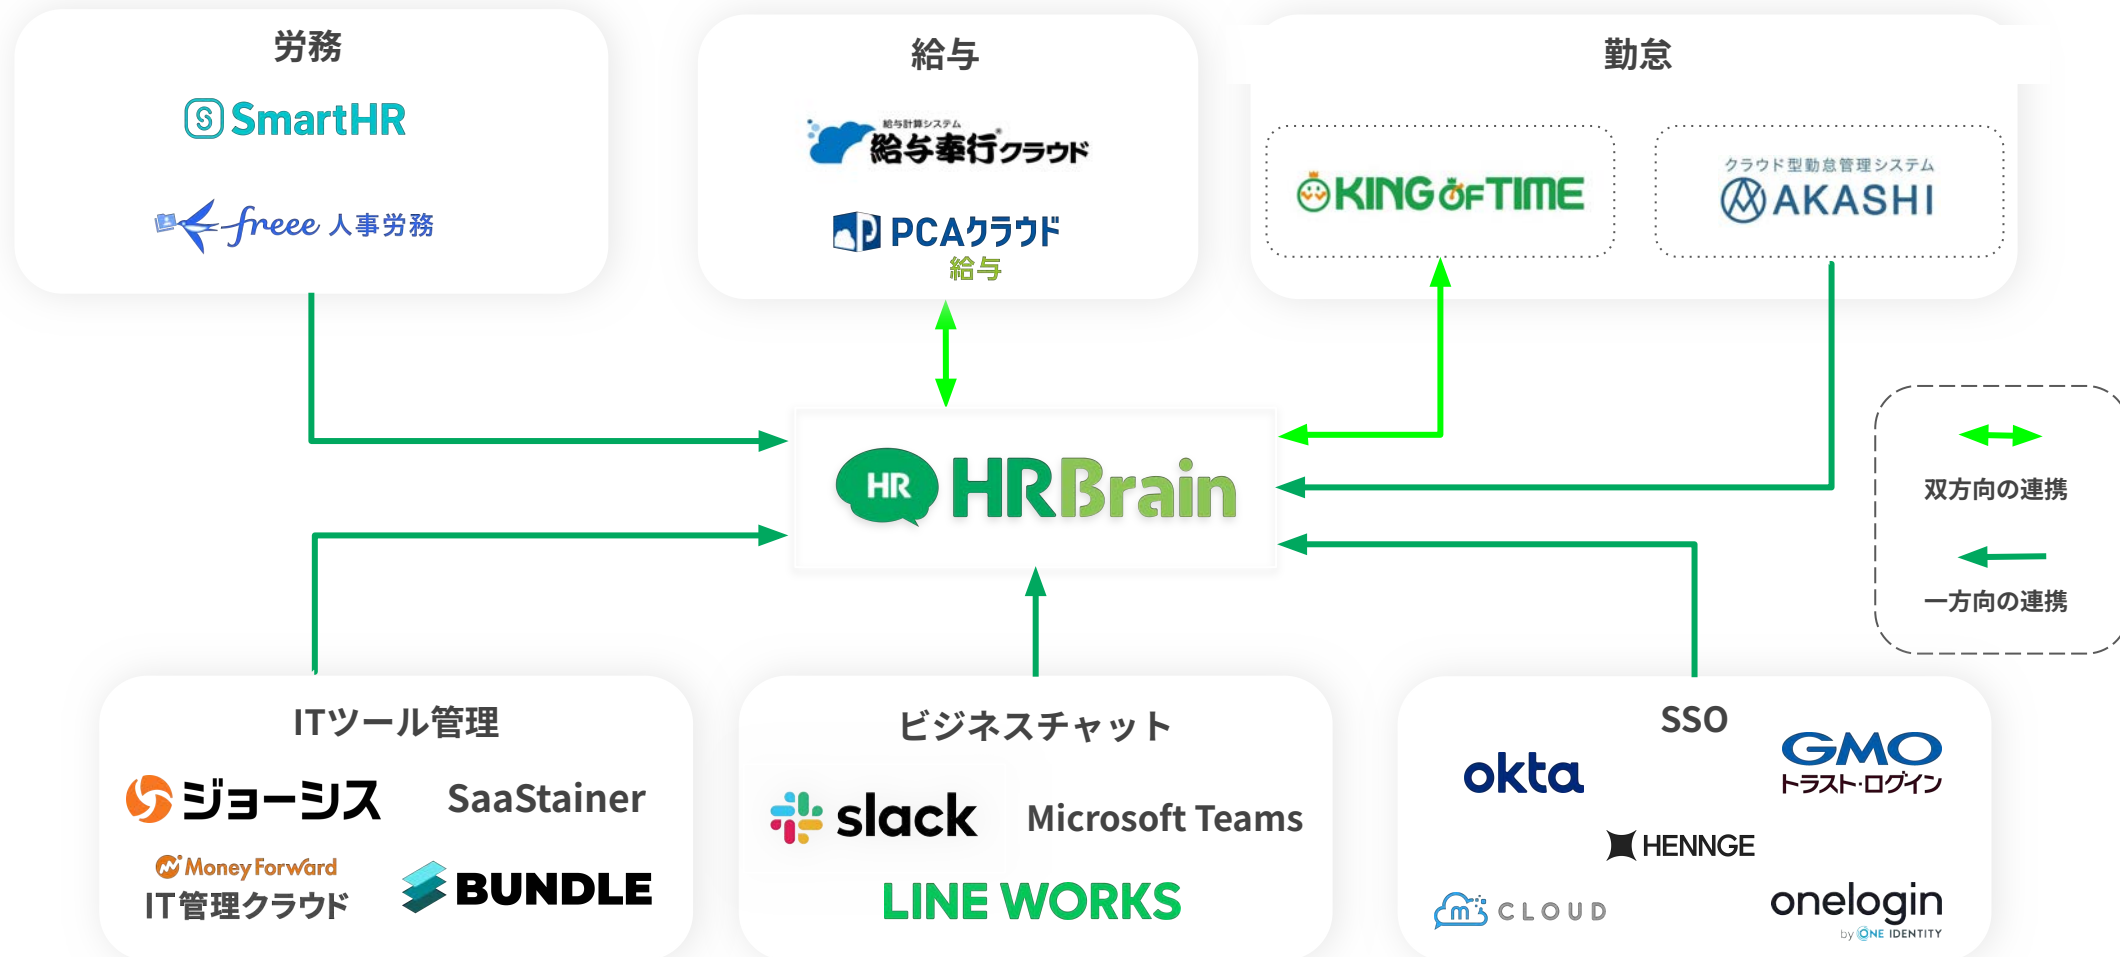 労務
SmartHR
freee 人事労務
給与
給与計算システム
給与奉行クラウド
PCAクラウド
給与
勤怠
KING OF TIME
クラウド型勤怠管理システム
AKASHI
HR HRBrain
双方向の連携
一方向の連携
ITツール管理
ジョーシス
SaaStainer
Money Forward
IT管理クラウド
BUNDLE
ビジネスチャット
slack
Microsoft Teams
LINE WORKS
SSO
okta
GMO
トラスト・ログイン
HENNGE
m CLOUD
onelogin
by ONE IDENTITY